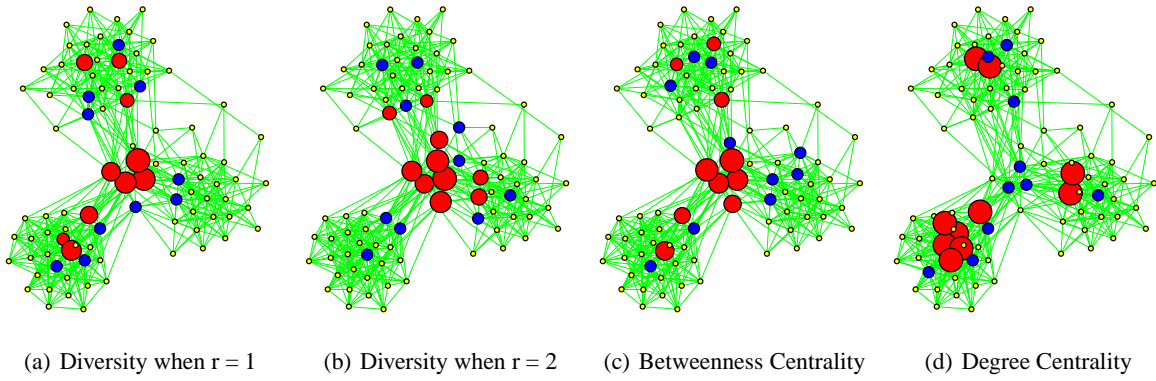 (a) Diversity when r = 1
(b) Diversity when r = 2
(c) Betweenness Centrality
(d) Degree Centrality